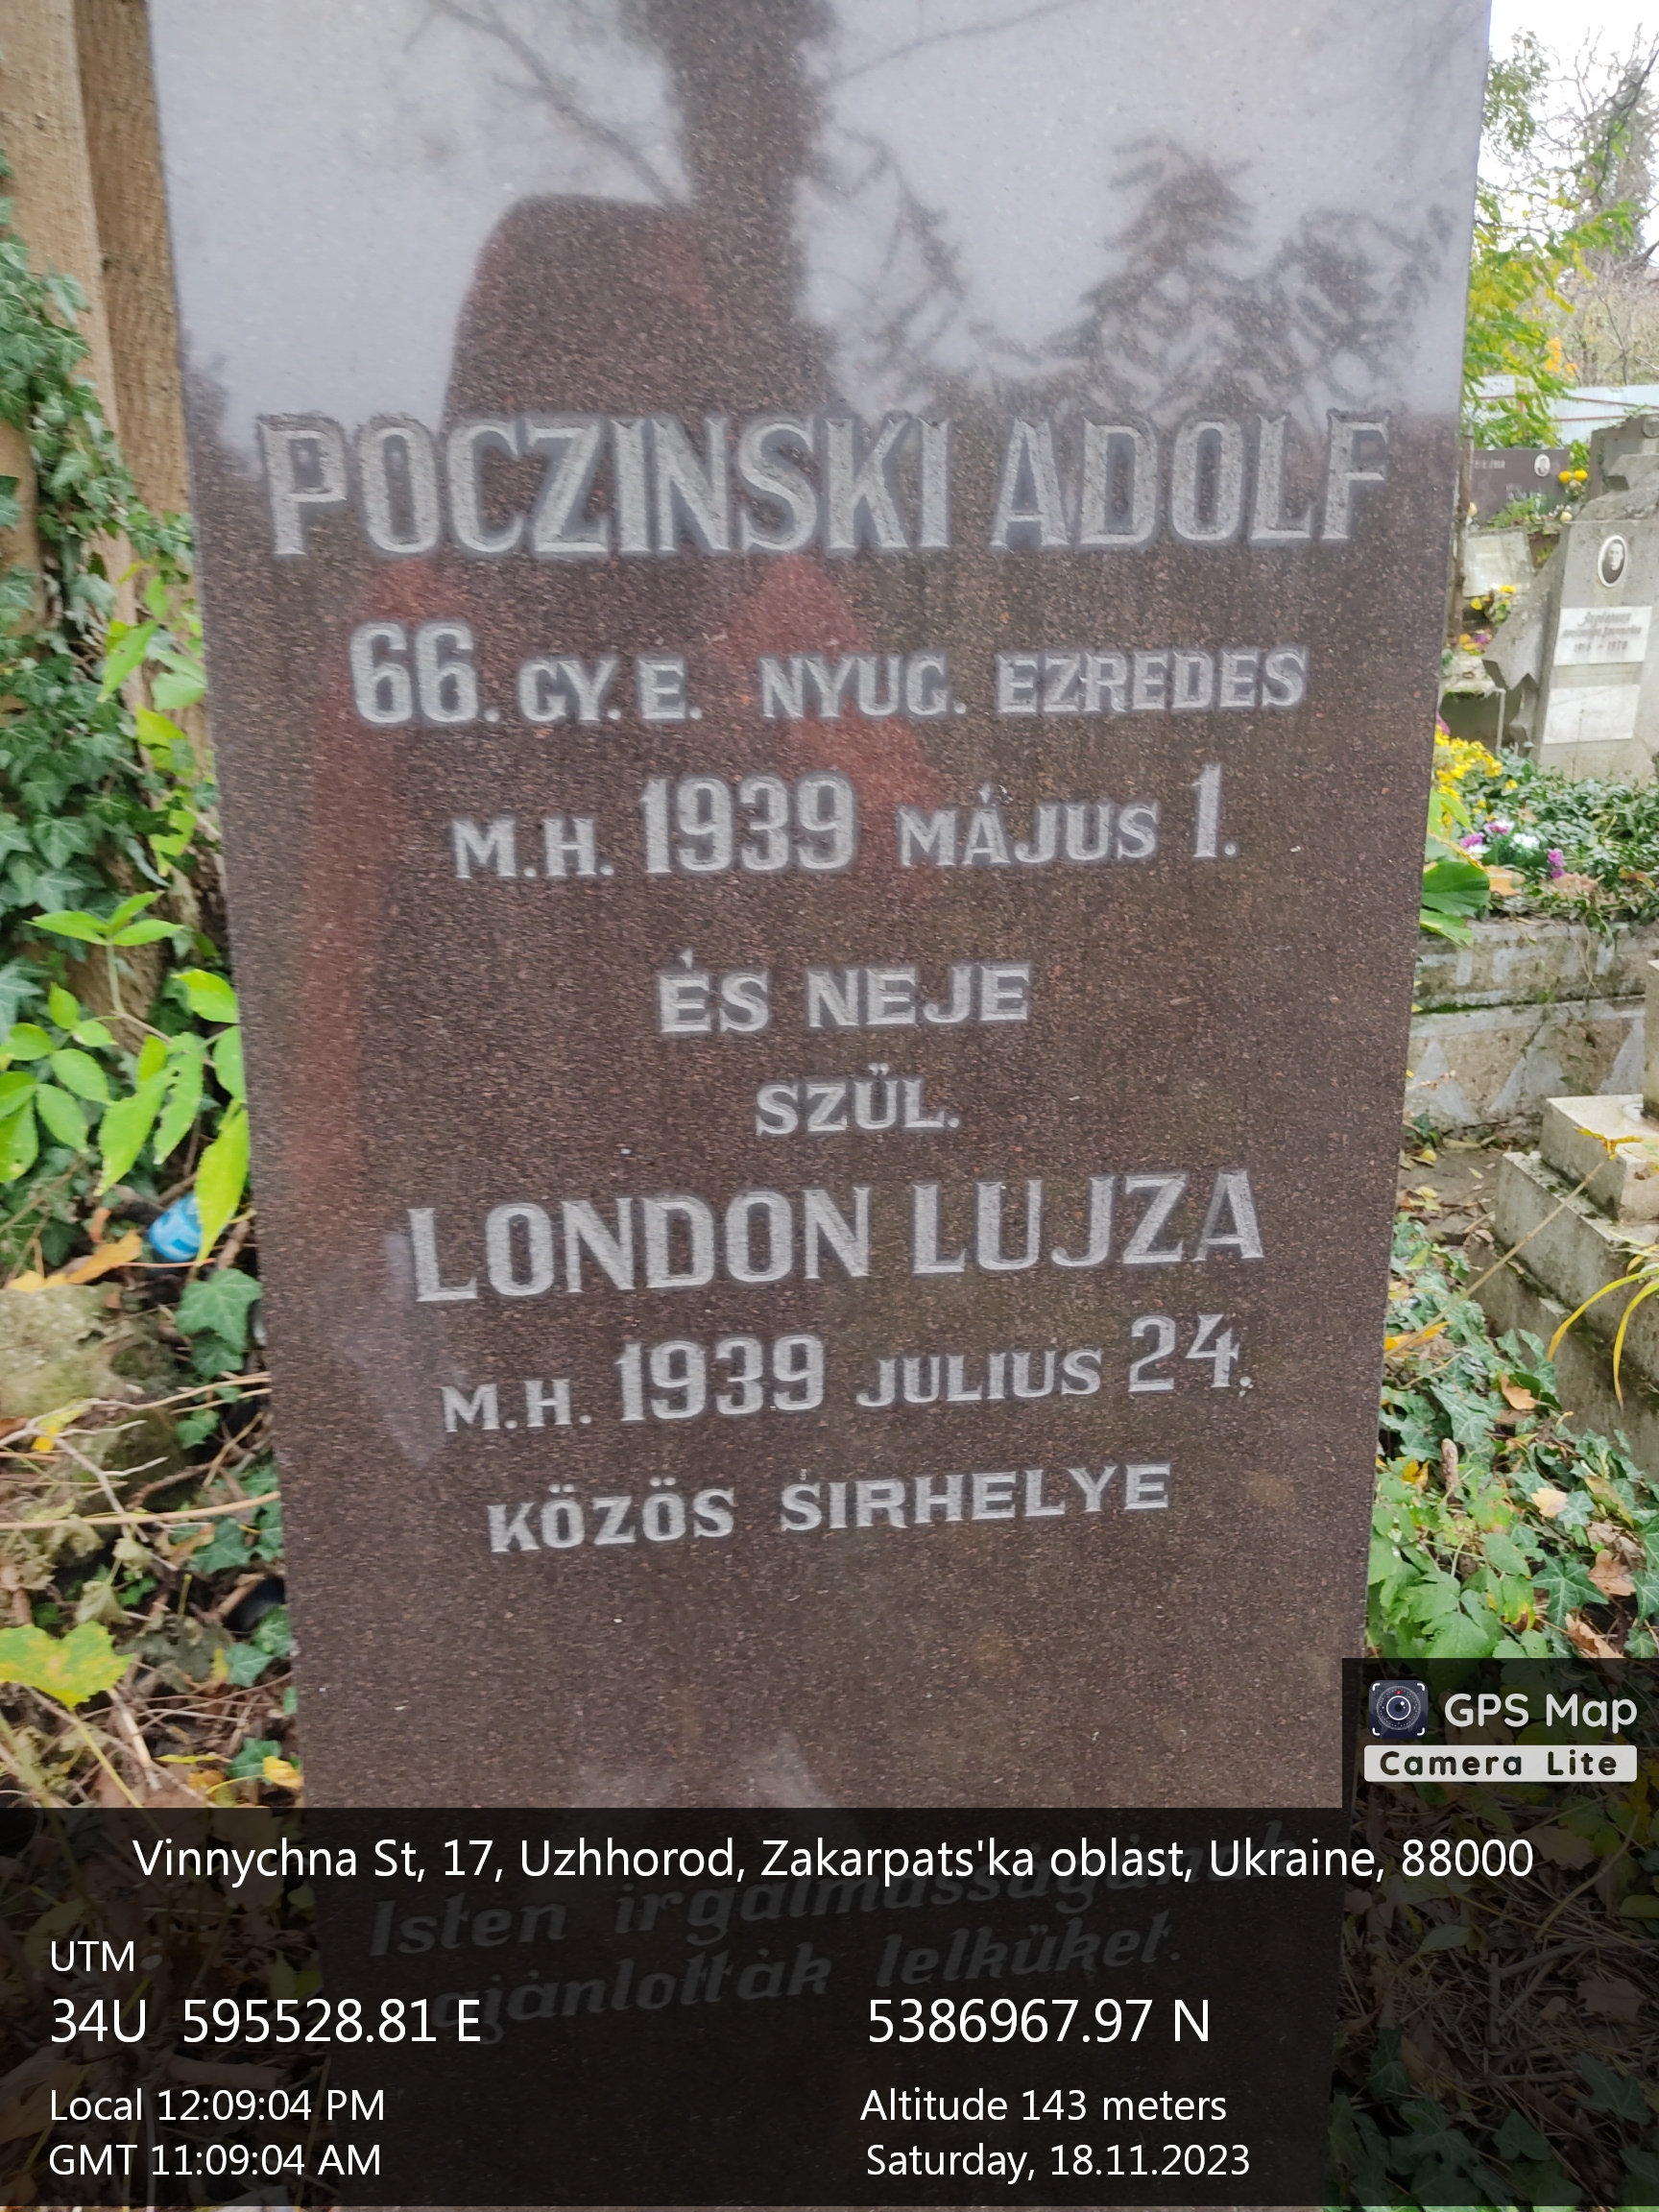 POCZINSKI ADOLF
66. GY. E. NYUG. EZREDES
M.H. 1939 MÁJUS 1.
ÉS NEJE
SZÜL.
LONDON LUJZA
M.H. 1939 JULIUS 24.
KÖZÖS SIRHELYE
Isten irgalmasságának
ajánlották lelküket.
GPS Map
Camera Lite
Vinnychna St, 17, Uzhhorod, Zakarpats'ka oblast, Ukraine, 88000
UTM
34U 595528.81 E 5386967.97 N
Local 12:09:04 PM Altitude 143 meters
GMT 11:09:04 AM Saturday, 18.11.2023